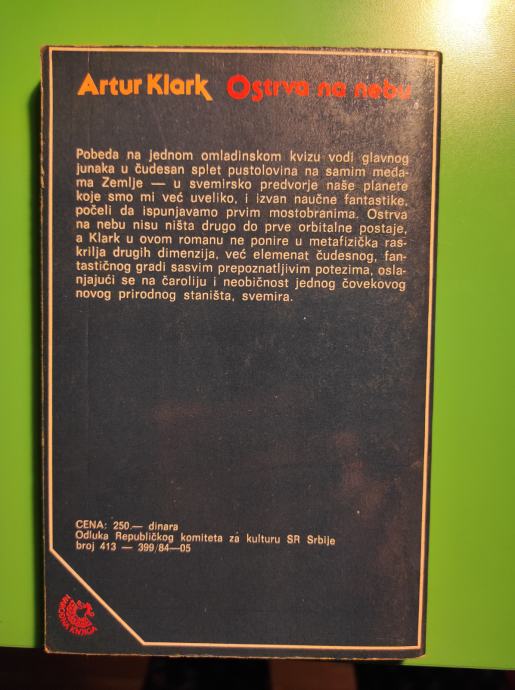 Artur Klark Ostrva na nebu
Pobeda na jednom omladinskom kvizu vodi glavnog
junaka u čudesan splet pustolovina na samim međa-
ma Zemlje — u svemirsko predvorje naše planete
koje smo mi već uveliko, i izvan naučne fantastike,
počeli da ispunjavamo prvim mostobranima. Ostrva
na nebu nisu ništa drugo do prve orbitalne postaje,
a Klark u ovom romanu ne ponire u metafizička ras-
krilja drugih dimenzija, već elemenat čudesnog, fan-
tastičnog gradi sasvim prepoznatljivim potezima, osla-
njajući se na čaroliju i neobičnost jednog čovekovog
novog prirodnog staništa, svemira.
CENA: 250.— dinara
Odluka Republičkog komiteta za kulturu SR Srbije
broj 413 — 399/84—05
NARODNA KNJIGA